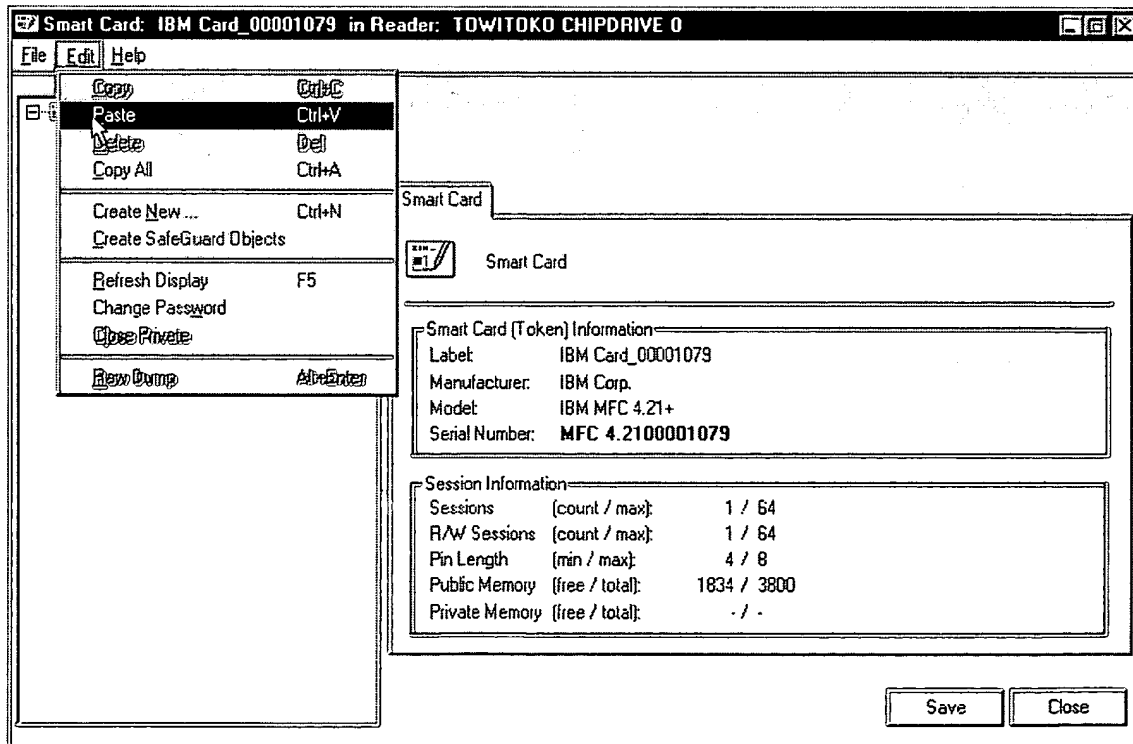 Smart Card: IBM Card_00001079 in Reader: TOWITOKO CHIPDRIVE 0
File Edit Help
Copy Ctrl+C
Paste Ctrl+V
Delete Del
Copy All Ctrl+A
Create New ... Ctrl+N
Create SafeGuard Objects
Refresh Display F5
Change Password
Close Private
Raw Dump Alt+Enter
Smart Card
Smart Card
Smart Card (Token) Information
Label: IBM Card_00001079
Manufacturer: IBM Corp.
Model: IBM MFC 4.21+
Serial Number: MFC 4.2100001079
Session Information
Sessions (count / max): 1 / 64
R/W Sessions (count / max): 1 / 64
Pin Length (min / max): 4 / 8
Public Memory (free / total): 1834 / 3800
Private Memory (free / total): - / -
Save Close